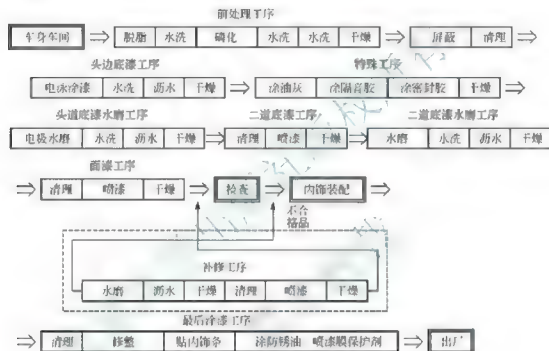 前处理工序
车身车间 脱脂 水洗 磷化 水洗 水洗 干燥 屏蔽 清理
头边底漆工序 特殊工序
电泳涂漆 水洗 沥水 干燥 涂油灰 涂隔音胶 涂密封胶 干燥
头道底漆水磨工序 二道底漆工序 二道底漆水磨工序
电极水磨 水洗 沥水 干燥 清理 喷漆 干燥 水磨 水洗 沥水 干燥
面漆工序
清理 喷漆 干燥 检查 内饰装配
不合
格品
补修工序
水磨 沥水 干燥 清理 喷漆 干燥
最后涂漆工序
清理 修整 贴内饰条 涂防锈油 喷漆膜保护剂 出厂